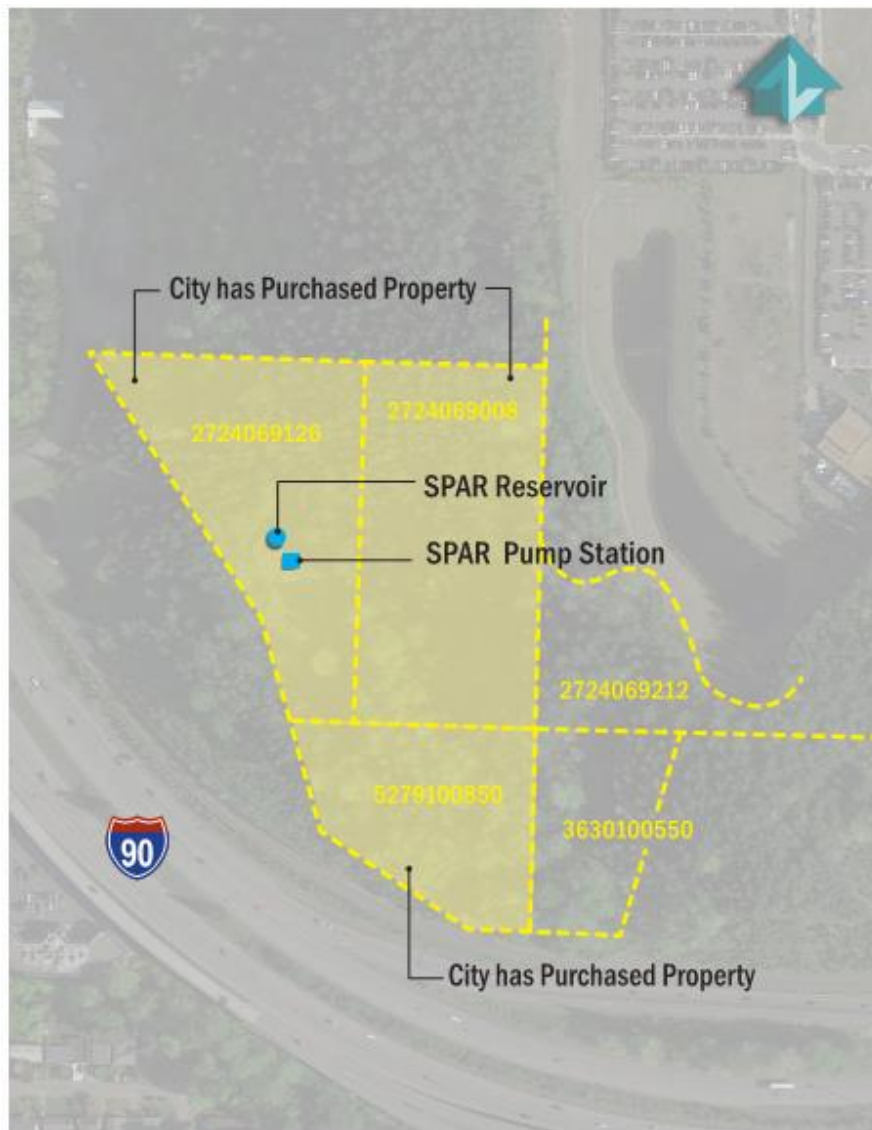 City has Purchased Property
2724069126
2724069008
SPAR Reservoir
SPAR Pump Station
2724069212
5279100850
3630100550
90
City has Purchased Property